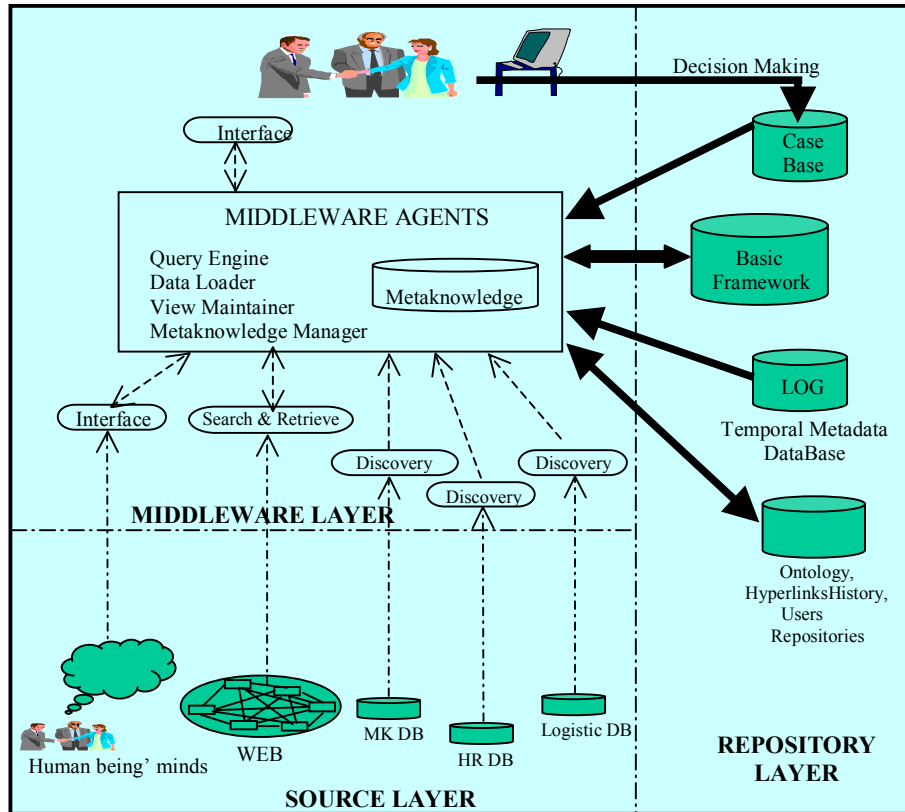 Decision Making
Interface
Case
Base
MIDDLEWARE AGENTS
Query Engine
Data Loader
View Maintainer
Metaknowledge Manager
Metaknowledge
Basic
Framework
LOG
Temporal Metadata
DataBase
Interface
Search & Retrieve
Discovery
Discovery
Discovery
MIDDLEWARE LAYER
Ontology,
HyperlinksHistory,
Users
Repositories
Human being’ minds
WEB
MK DB
HR DB
Logistic DB
SOURCE LAYER
REPOSITORY
LAYER